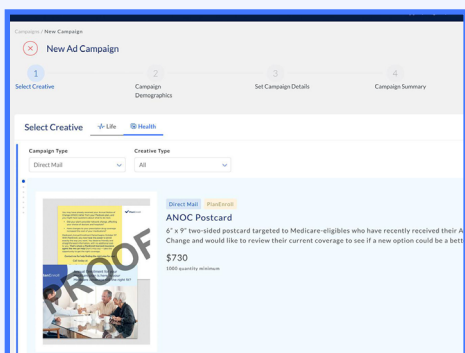 Campaigns / New Campaign
New Ad Campaign
1
2
3
4
Select Creative
Campaign
Demographics
Set Campaign Details
Campaign Summary
Select Creative
Life
Health
Campaign Type
Creative Type
Direct Mail
All
Direct Mail
PlanEnroll
ANOC Postcard
6" x 9" two-sided postcard targeted to Medicare-eligibles who have recently received their A
Change and would like to review their current coverage to see if a new option could be a bett
$730
1000 quantity minimum
PROOF